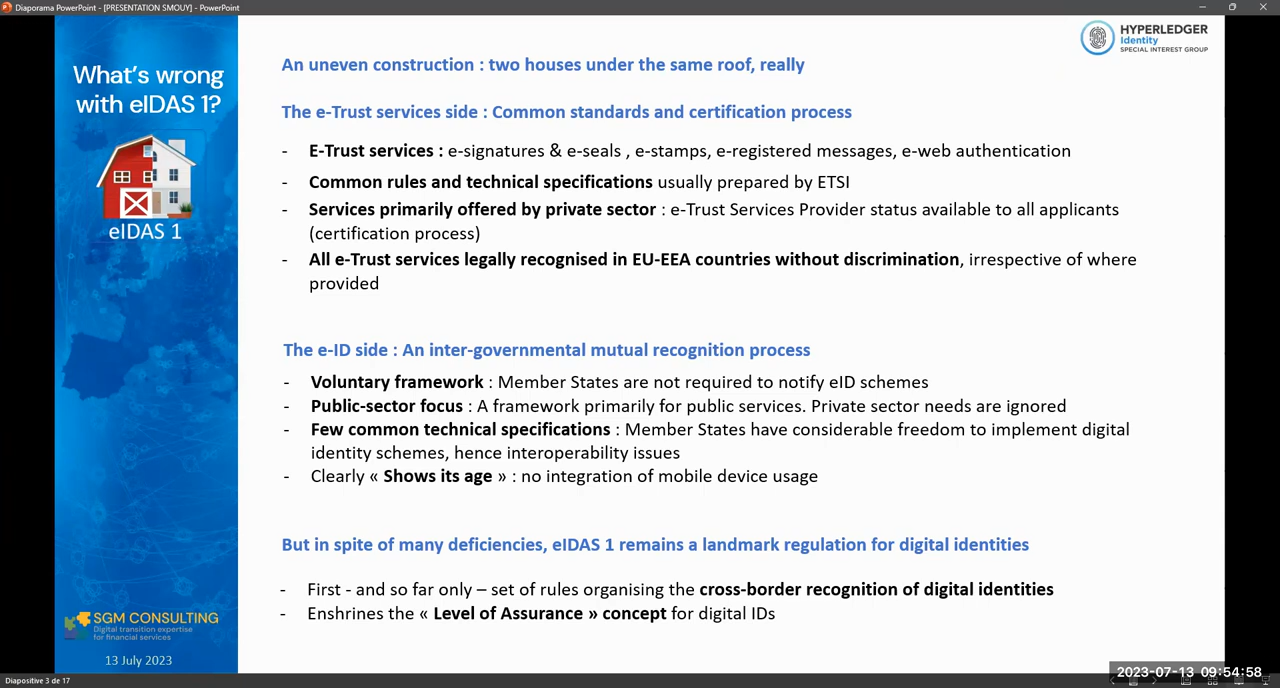 Diaporama PowerPoint - [PRESENTATION SMOUY] - PowerPoint
HYPERLEDGER
Identity
SPECIAL INTEREST GROUP
What's wrong
with eIDAS 1?
eIDAS 1
An uneven construction : two houses under the same roof, really
The e-Trust services side : Common standards and certification process
- E-Trust services : e-signatures & e-seals , e-stamps, e-registered messages, e-web authentication
- Common rules and technical specifications usually prepared by ETSI
- Services primarily offered by private sector : e-Trust Services Provider status available to all applicants
(certification process)
- All e-Trust services legally recognised in EU-EEA countries without discrimination, irrespective of where
provided
The e-ID side : An inter-governmental mutual recognition process
- Voluntary framework : Member States are not required to notify eID schemes
- Public-sector focus : A framework primarily for public services. Private sector needs are ignored
- Few common technical specifications : Member States have considerable freedom to implement digital
identity schemes, hence interoperability issues
- Clearly « Shows its age » : no integration of mobile device usage
But in spite of many deficiencies, eIDAS 1 remains a landmark regulation for digital identities
- First - and so far only – set of rules organising the cross-border recognition of digital identities
- Enshrines the « Level of Assurance » concept for digital IDs
SGM CONSULTING
Digital transition expertise
for financial services
13 July 2023
Diapositive 3 de 17
2023-07-13 09:54:58